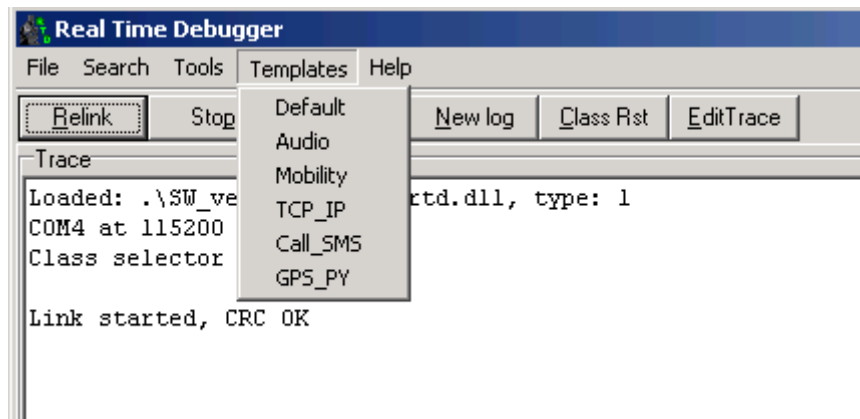 Real Time Debugger
File Search Tools Templates Help
Relink Stop New log Class Rst EditTrace
Default
Audio
Mobility
TCP_IP
Call_SMS
GPS_PY
Trace
Loaded: .\SW_ve rtd.dll, type: 1
COM4 at 115200
Class selector
Link started, CRC OK